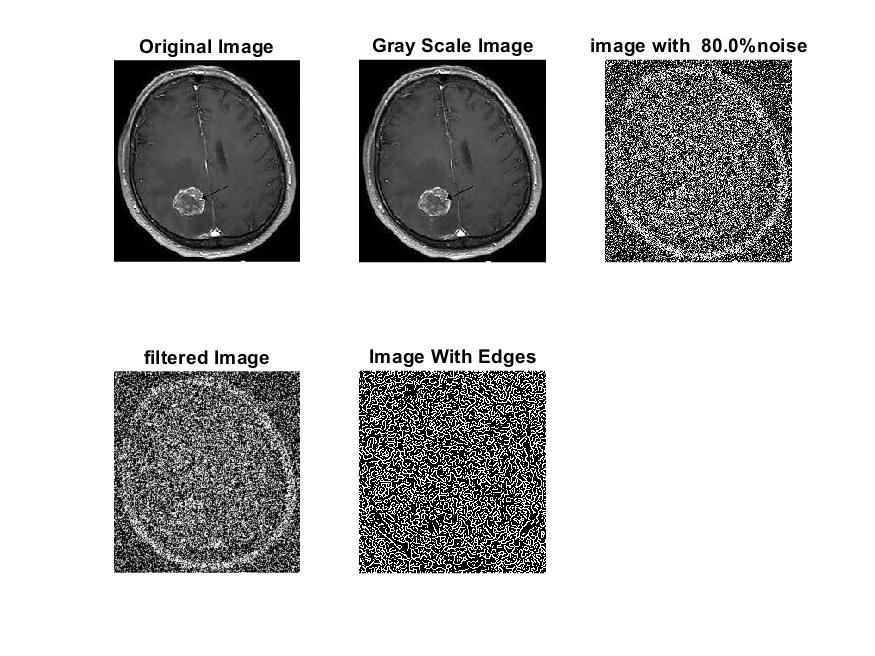 Original Image
Gray Scale Image
image with  80.0%noise
filtered Image
Image With Edges